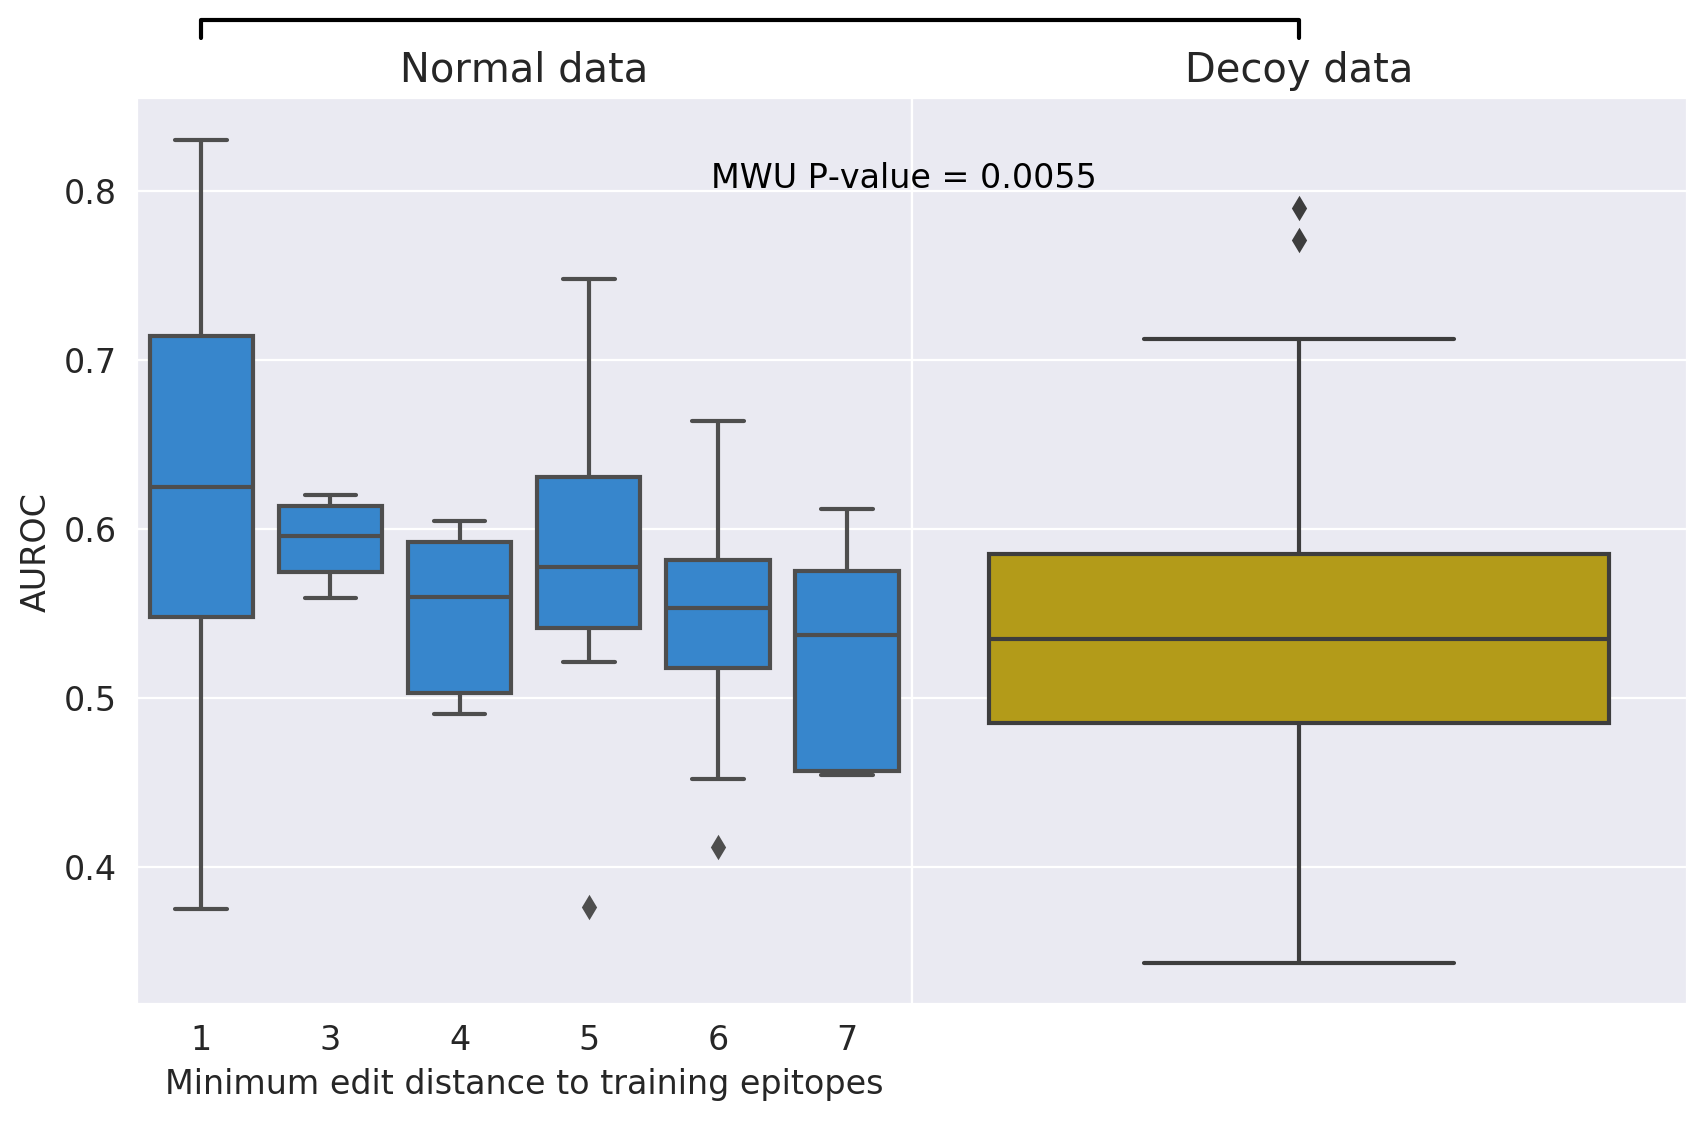 Normal data
Decoy data
MWU P-value = 0.0055
AUROC
0.8
0.7
0.6
0.5
0.4
1 3 4 5 6 7
Minimum edit distance to training epitopes